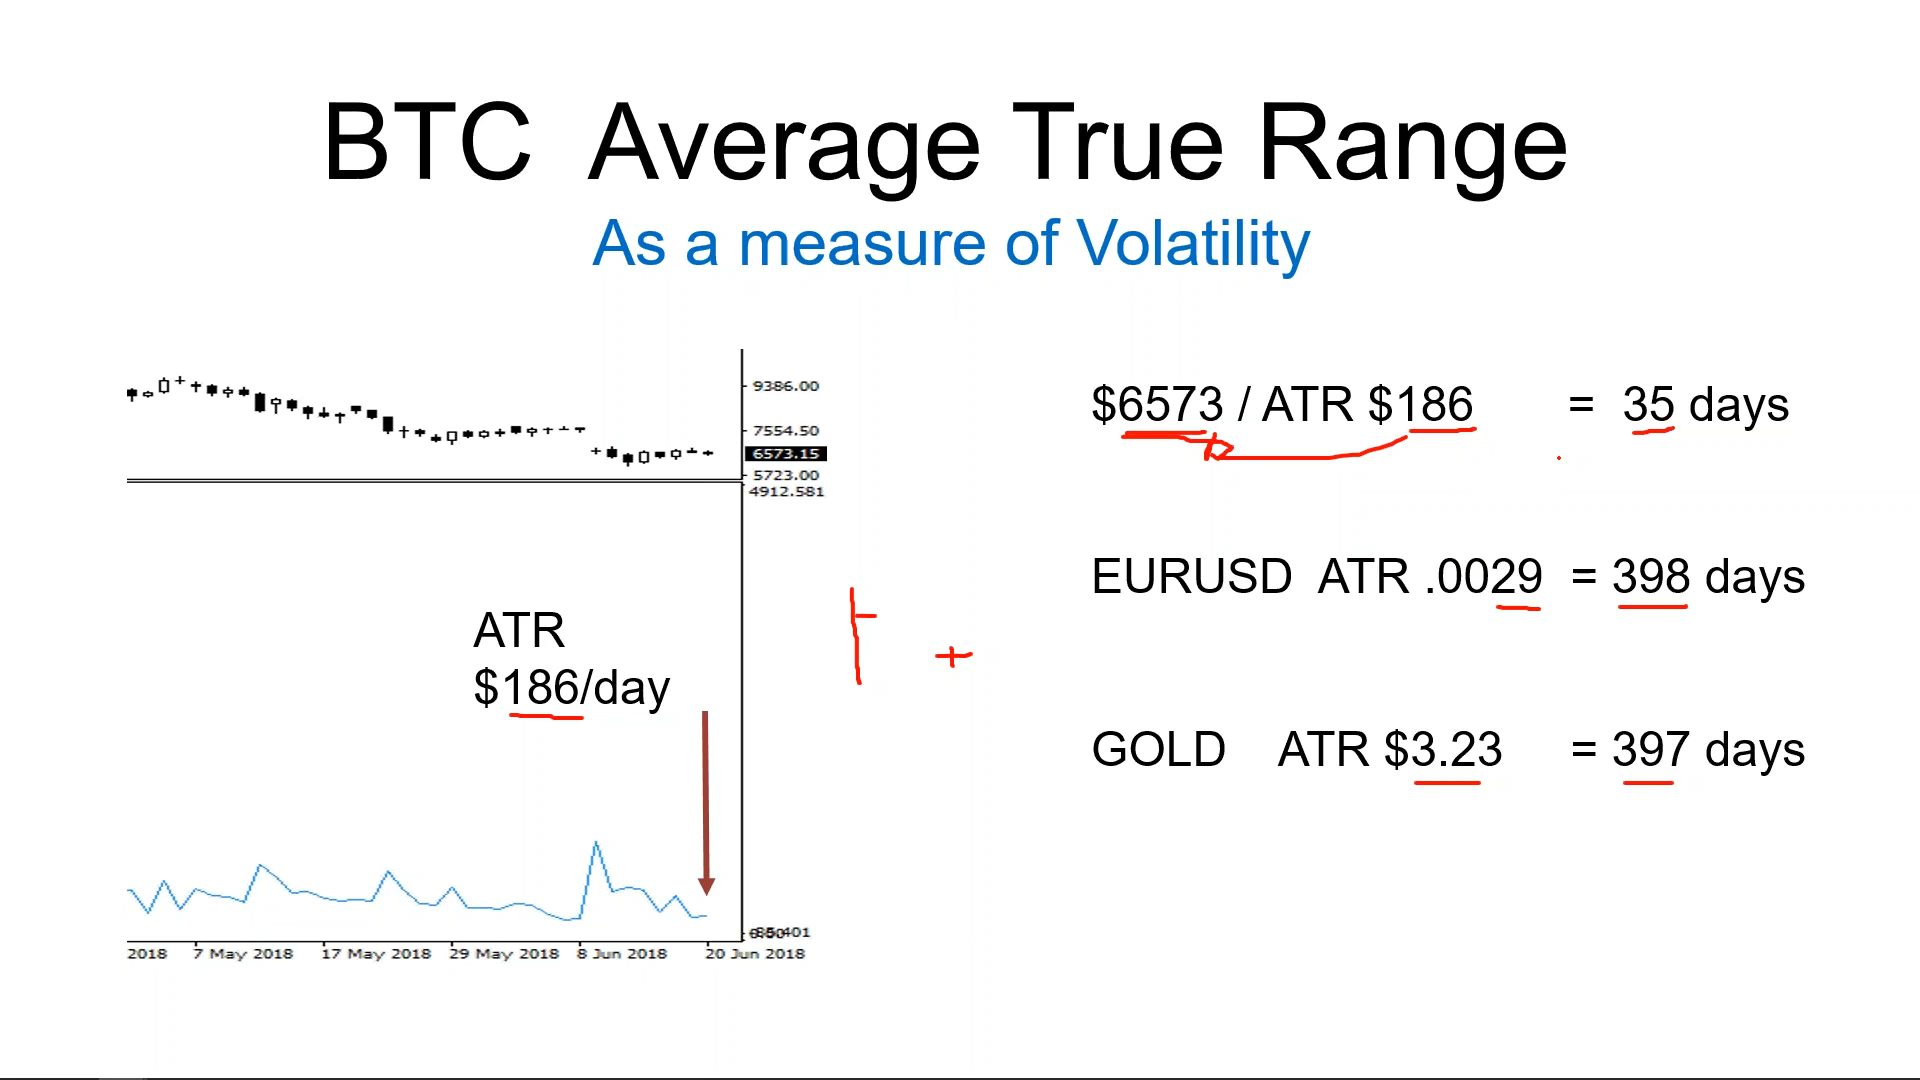 BTC Average True Range
As a measure of Volatility
9386.00
7554.50
6573.15
5723.00
4912.581
ATR
$186/day
2018 7 May 2018 17 May 2018 29 May 2018 8 Jun 2018 20 Jun 2018
$6573 / ATR $186 = 35 days
EURUSD ATR .0029 = 398 days
GOLD ATR $3.23 = 397 days